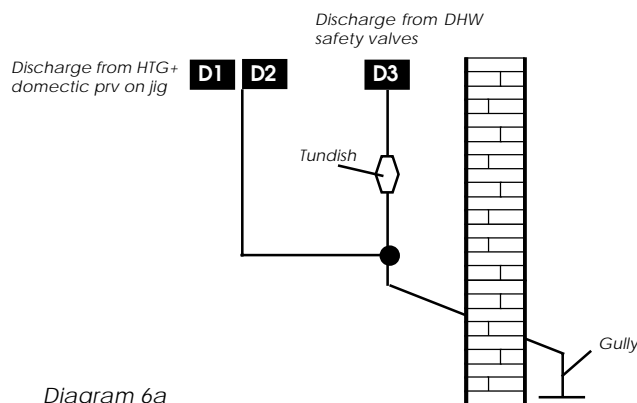 Discharge from DHW
safety valves
Discharge from HTG+
domectic prv on jig
D1
D2
D3
Tundish
Gully
Diagram 6a